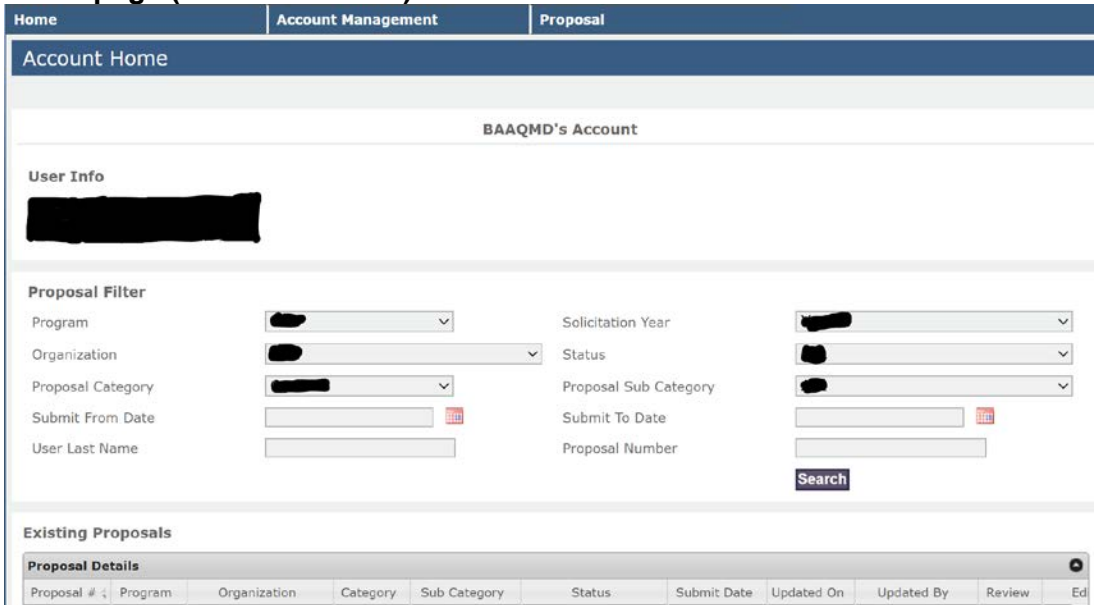 Home Account Management Proposal
Account Home
BAAQMD's Account
User Info
Proposal Filter
Program Solicitation Year
Organization Status
Proposal Category Proposal Sub Category
Submit From Date Submit To Date
User Last Name Proposal Number
Search
Existing Proposals
Proposal Details
Proposal # Program Organization Category Sub Category Status Submit Date Updated On Updated By Review Ed